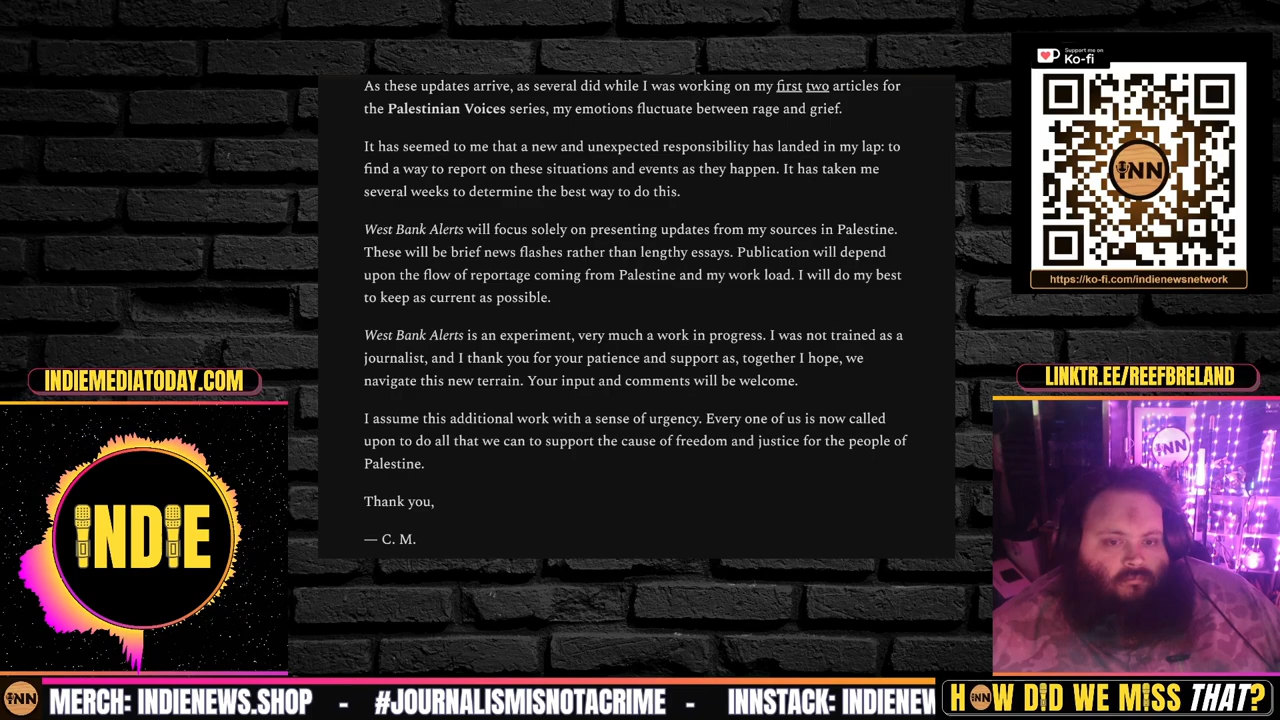 As these updates arrive, as several did while I was working on my first two articles for
the Palestinian Voices series, my emotions fluctuate between rage and grief.
It has seemed to me that a new and unexpected responsibility has landed in my lap: to
find a way to report on these situations and events as they happen. It has taken me
several weeks to determine the best way to do this.
West Bank Alerts will focus solely on presenting updates from my sources in Palestine.
These will be brief news flashes rather than lengthy essays. Publication will depend
upon the flow of reportage coming from Palestine and my work load. I will do my best
to keep as current as possible.
West Bank Alerts is an experiment, very much a work in progress. I was not trained as a
journalist, and I thank you for your patience and support as, together I hope, we
navigate this new terrain. Your input and comments will be welcome.
I assume this additional work with a sense of urgency. Every one of us is now called
upon to do all that we can to support the cause of freedom and justice for the people of
Palestine.
Thank you,
— C. M.
Support me on
Ko-fi
iNN
https://ko-fi.com/indienewsnetwork
INDIEMEDIATODAY.COM
LINKTR.EE/REEFBRELAND
iNDiE
iNN
iNN
MERCH: INDIENEWS.SHOP - #JOURNALISMISNOTACRIME - INNSTACK: INDIENEW
HOW DiD WE MiSS THAT?